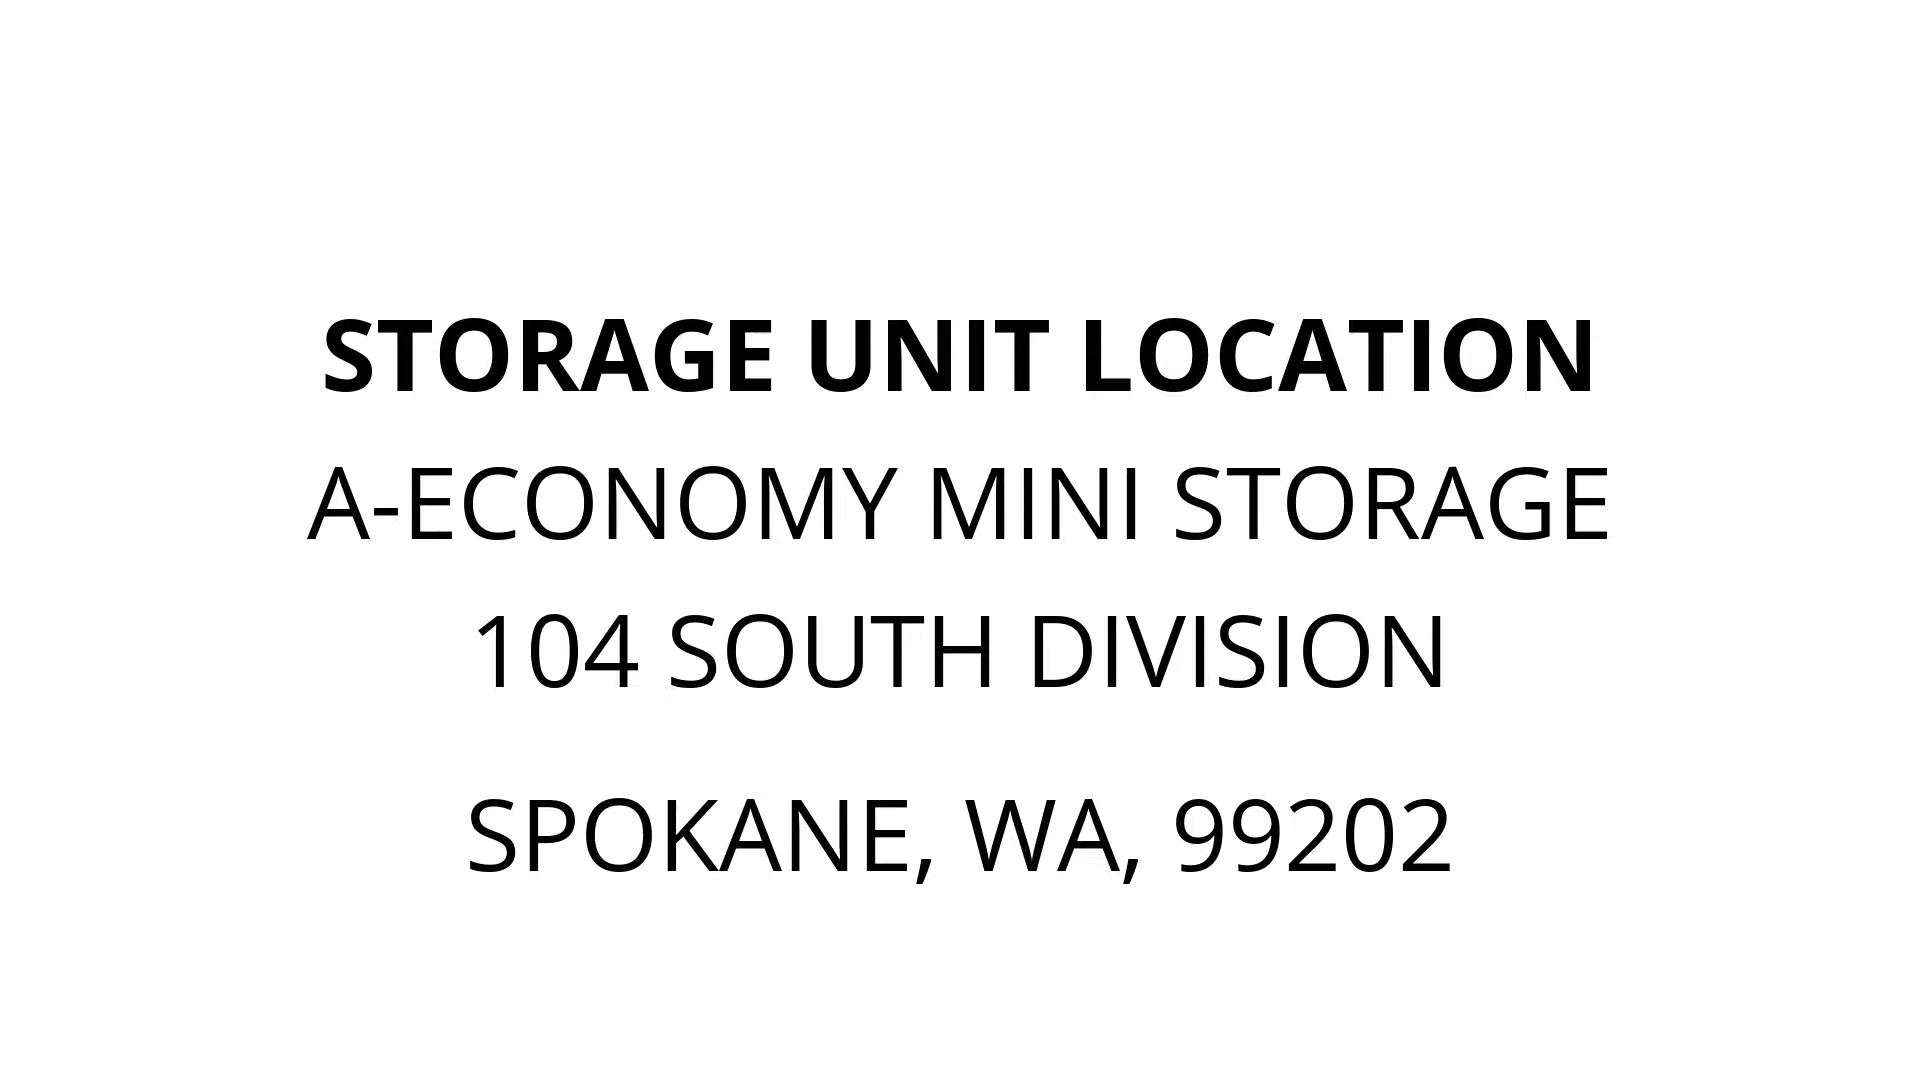 STORAGE UNIT LOCATION
A-ECONOMY MINI STORAGE
104 SOUTH DIVISION
SPOKANE, WA, 99202